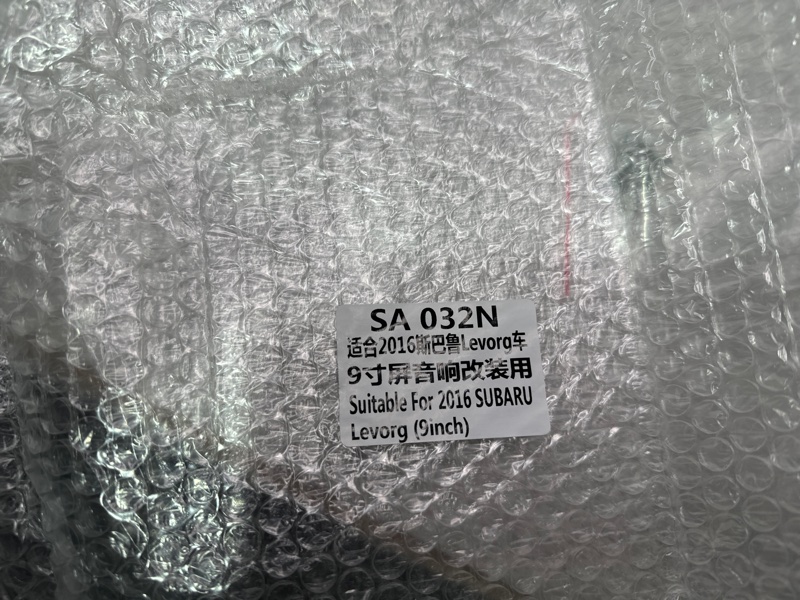 SA 032N
适合2016斯巴鲁Levorg车
9寸屏音响改装用
Suitable For 2016 SUBARU
Levorg (9inch)